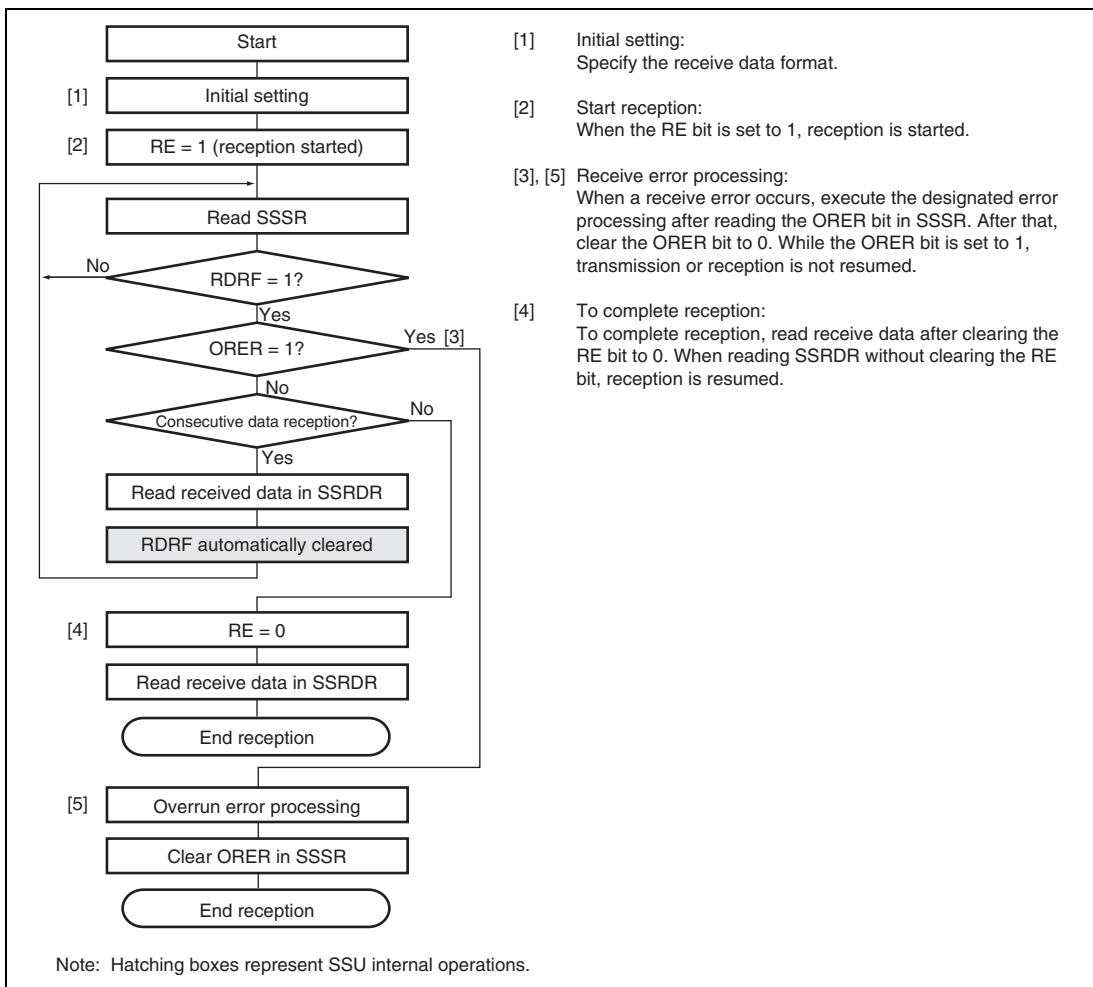 Start
[1] Initial setting
[2] RE = 1 (reception started)
Read SSSR
No
RDRF = 1?
Yes
ORER = 1?
Yes [3]
No
Consecutive data reception?
No
Yes
Read received data in SSRDR
RDRF automatically cleared
[4] RE = 0
Read receive data in SSRDR
End reception
[5] Overrun error processing
Clear ORER in SSSR
End reception
[1] Initial setting:
Specify the receive data format.
[2] Start reception:
When the RE bit is set to 1, reception is started.
[3], [5] Receive error processing:
When a receive error occurs, execute the designated error
processing after reading the ORER bit in SSSR. After that,
clear the ORER bit to 0. While the ORER bit is set to 1,
transmission or reception is not resumed.
[4] To complete reception:
To complete reception, read receive data after clearing the
RE bit to 0. When reading SSRDR without clearing the RE
bit, reception is resumed.
Note: Hatching boxes represent SSU internal operations.